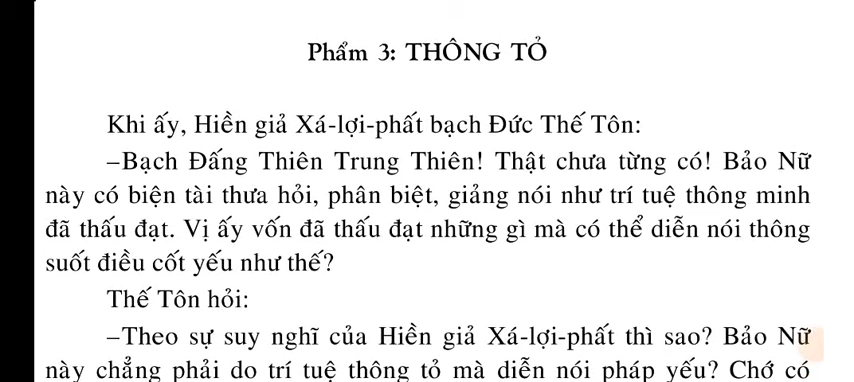 Phẩm 3: THÔNG TỎ
Khi ấy, Hiền giả Xá-lợi-phất bạch Đức Thế Tôn:
–Bạch Đấng Thiên Trung Thiên! Thật chưa từng có! Bảo Nữ
này có biện tài thưa hỏi, phân biệt, giảng nói như trí tuệ thông minh
đã thấu đạt. Vị ấy vốn đã thấu đạt những gì mà có thể diễn nói thông
suốt điều cốt yếu như thế?
Thế Tôn hỏi:
–Theo sự suy nghĩ của Hiền giả Xá-lợi-phất thì sao? Bảo Nữ
này chẳng phải do trí tuệ thông tỏ mà diễn nói pháp yếu? Chớ có